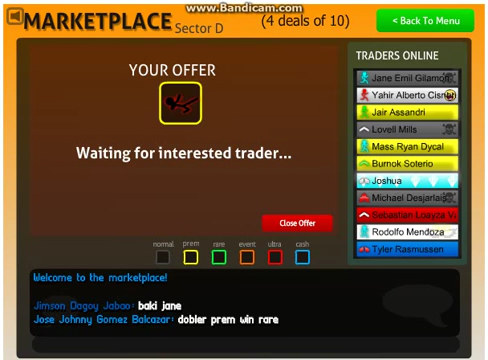 www.Bandicam.com
MARKETPLACE Sector D
(4 deals of 10)
< Back To Menu
YOUR OFFER
Waiting for interested trader...
Close Offer
normal prem rare event ultra cash
TRADERS ONLINE
Jane Emil Gilamon
Yahir Alberto
Jair Assandri
Lovell Mills
Mass Ryan Dycal
Burnok Soterio
Joshua
Michael Desjarlais
Sebastian Loayza
Rodolfo Mendoza
Tyler Rasmussen
Welcome to the marketplace!
Jimson Dagoy Jabao: baki jane
Jose Johnny Gomez Balcazar: dobler prem win rare